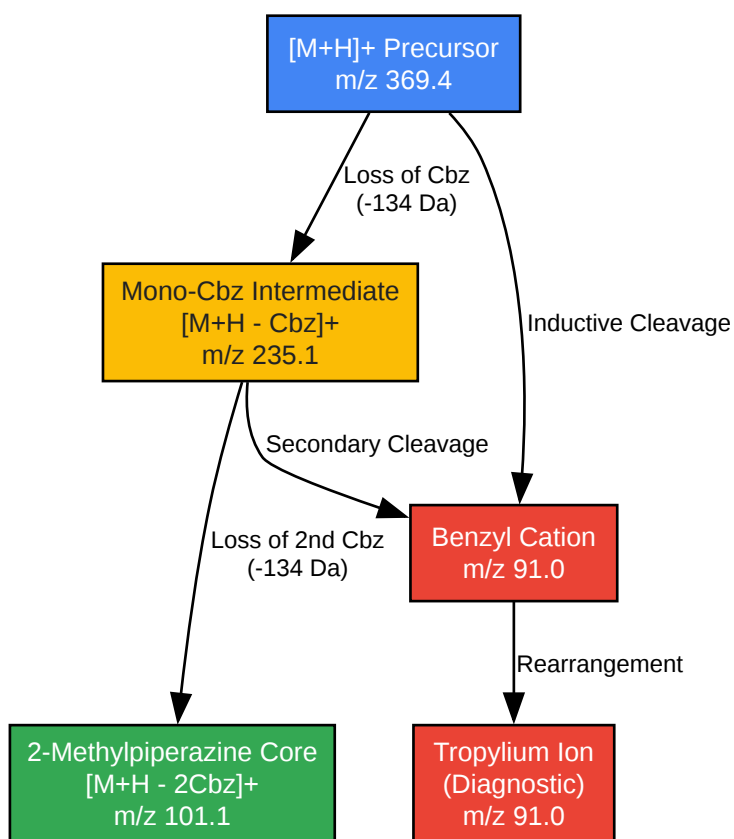 [M+H]+ Precursor
m/z 369.4
Loss of Cbz
(-134 Da)
Mono-Cbz Intermediate
[M+H - Cbz]+
m/z 235.1
Inductive Cleavage
Secondary Cleavage
Loss of 2nd Cbz
(-134 Da)
Benzyl Cation
m/z 91.0
Rearrangement
2-Methylpiperazine Core
[M+H - 2Cbz]+
m/z 101.1
Tropylium Ion
(Diagnostic)
m/z 91.0